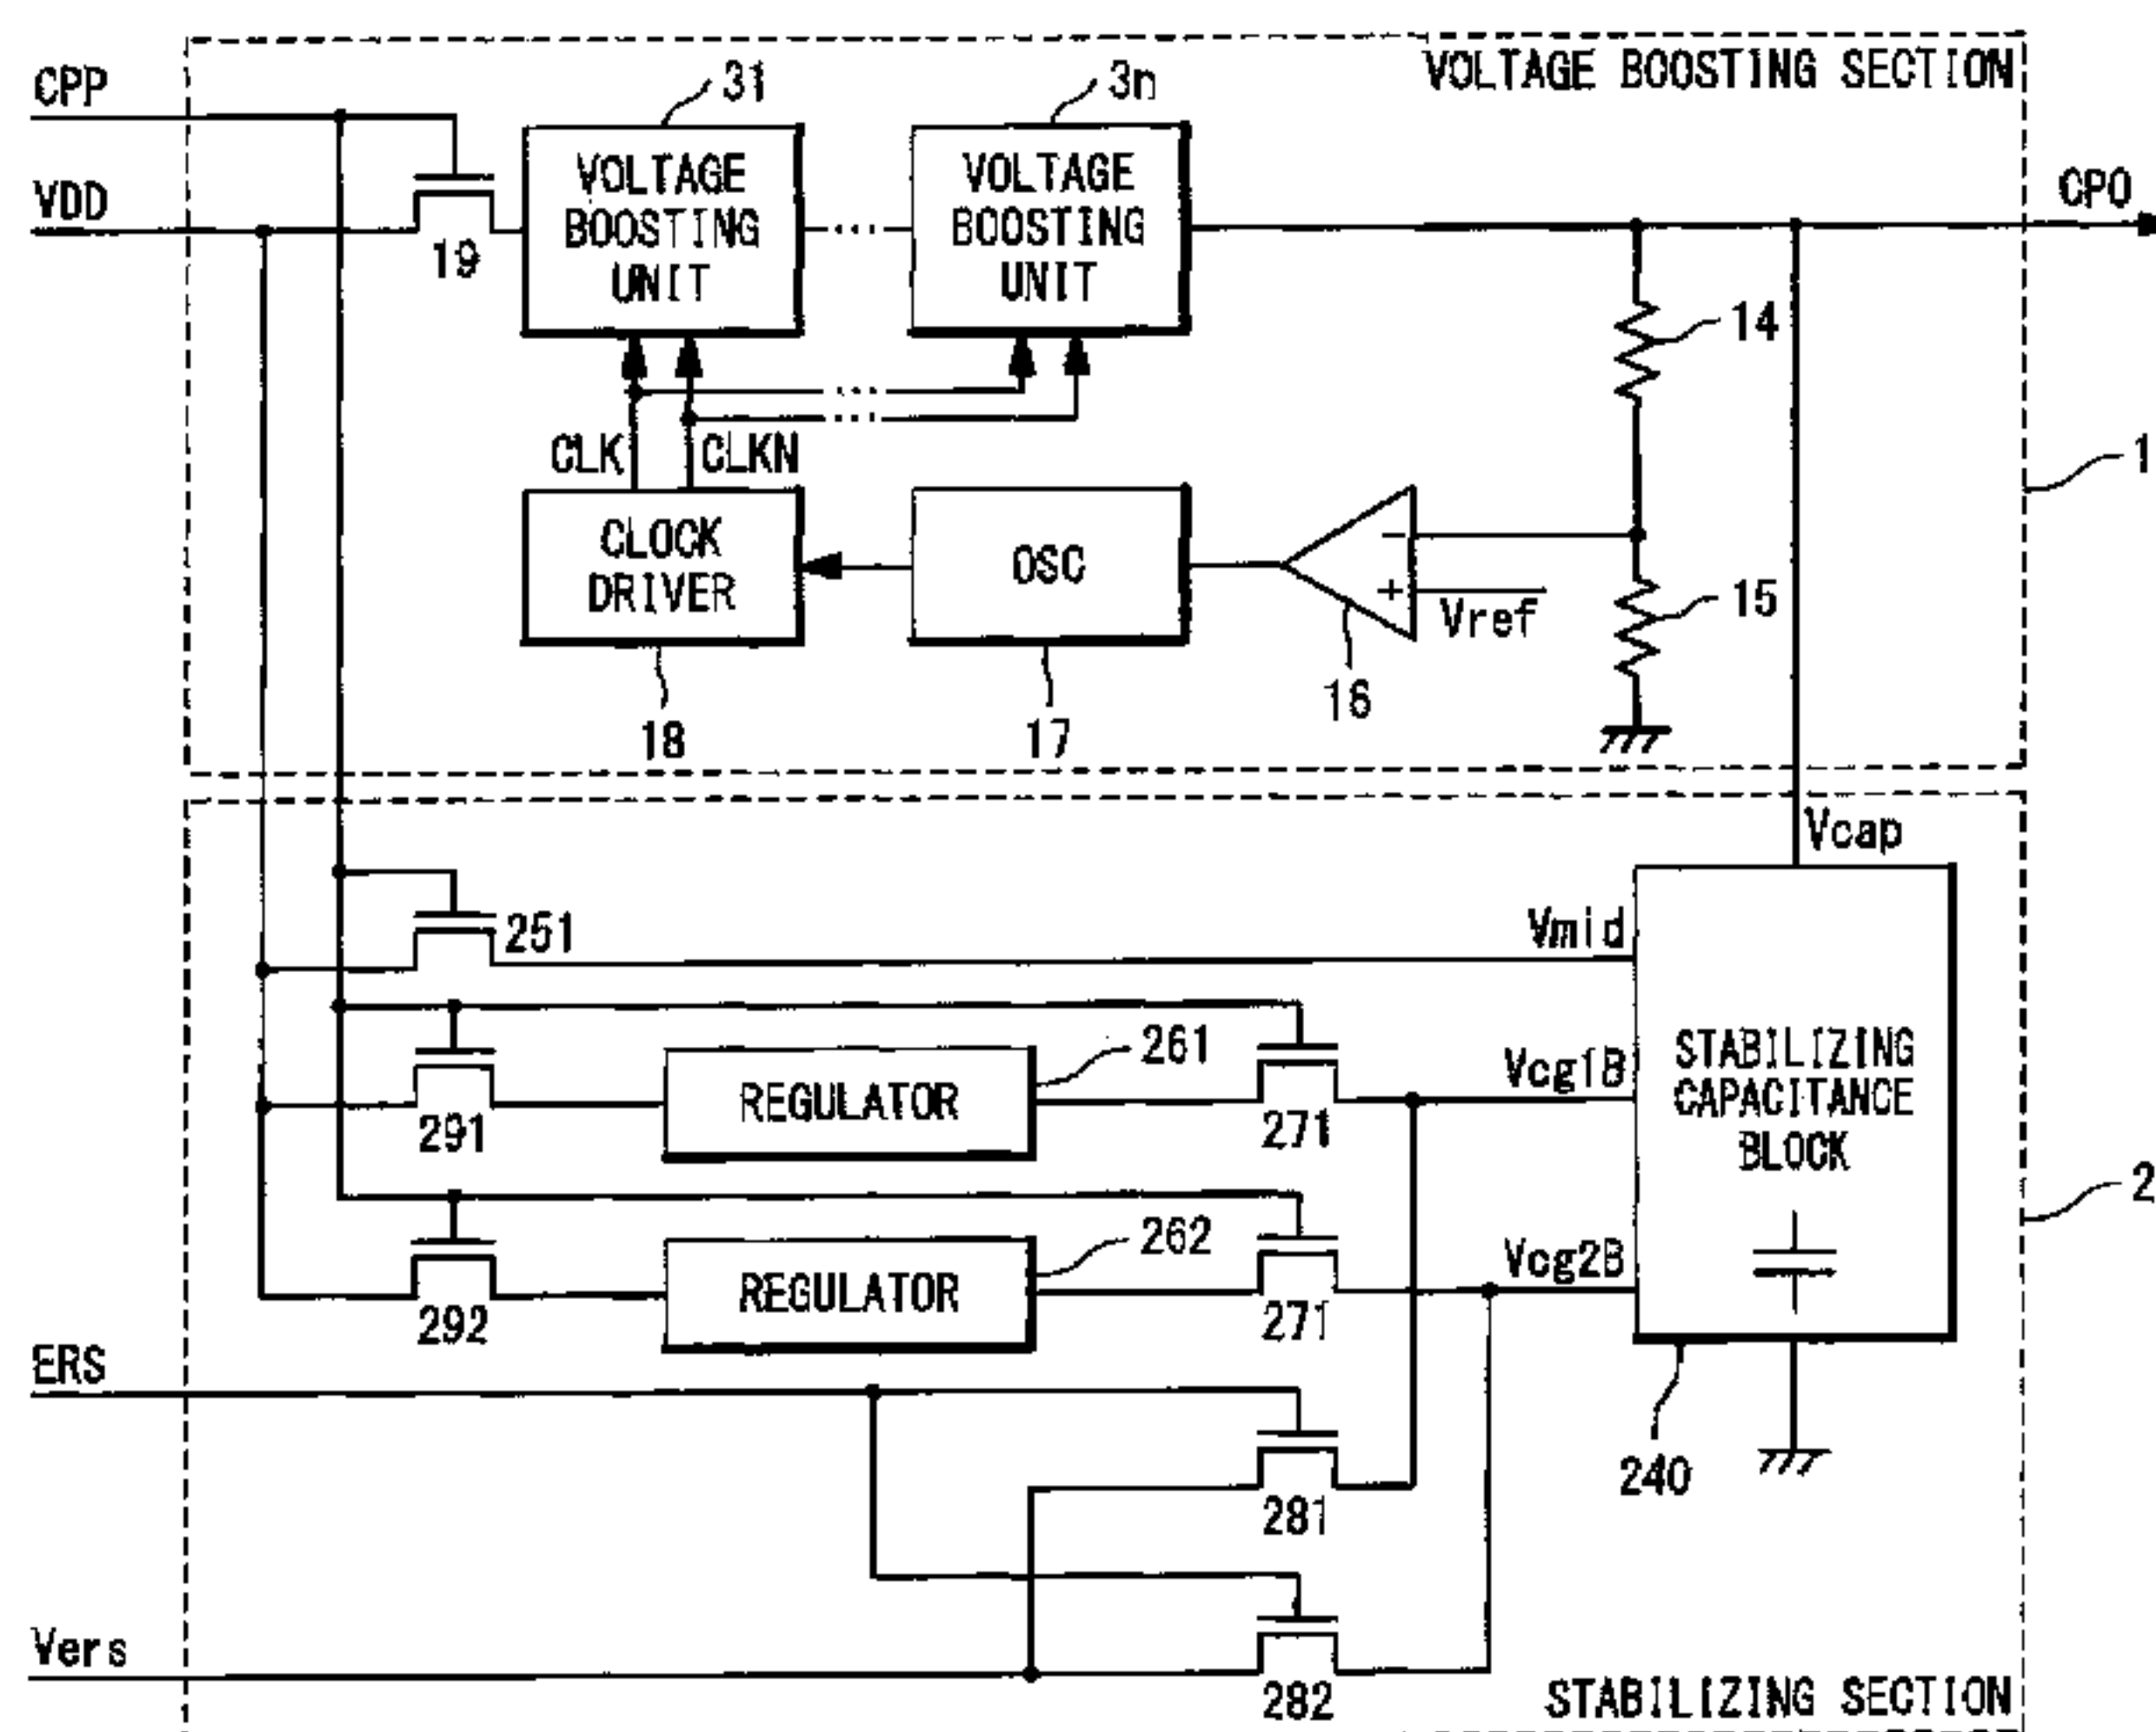 VOLTAGE BOOSTING SECTION
CPP
31
3n
VDD
VOLTAGE
BOOSTING
UNIT
VOLTAGE
BOOSTING
UNIT
CPO
19
14
1
CLK
CLKN
CLOCK
DRIVER
OSC
-
+
Vref
15
16
18
17
Vcap
251
Vmid
261
REGULATOR
291
271
Vcg1B
STABILIZING
CAPACITANCE
BLOCK
2
262
REGULATOR
292
271
Vcg2B
ERS
240
281
Vers
282
STABILIZING SECTION